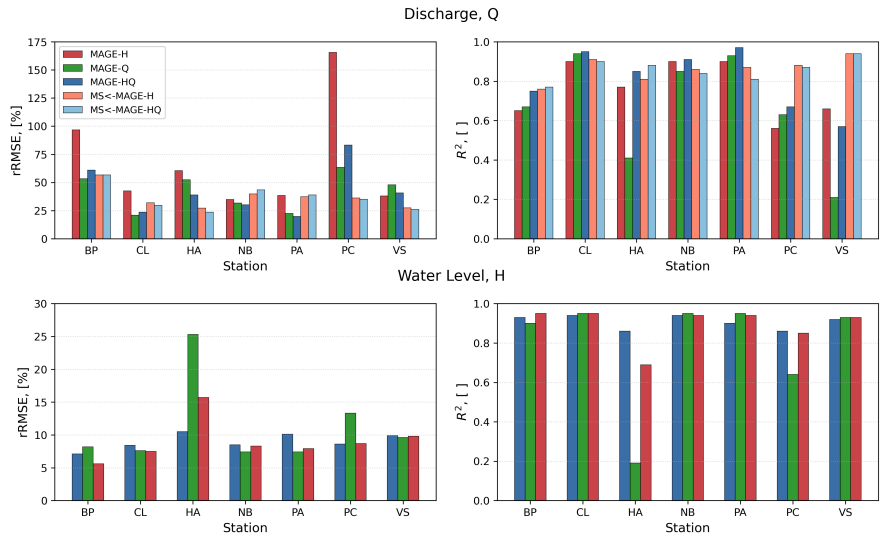 Discharge, Q
175
150
125
100
75
50
25
0
rRMSE, [%]
MAGE-H
MAGE-Q
MAGE-HQ
MS<-MAGE-H
MS<-MAGE-HQ
BP CL HA NB PA PC VS
Station
1.0
0.8
0.6
0.4
0.2
0.0
R², [ ]
BP CL HA NB PA PC VS
Station
Water Level, H
30
25
20
15
10
5
0
rRMSE, [%]
BP CL HA NB PA PC VS
Station
1.0
0.8
0.6
0.4
0.2
0.0
R², [ ]
BP CL HA NB PA PC VS
Station